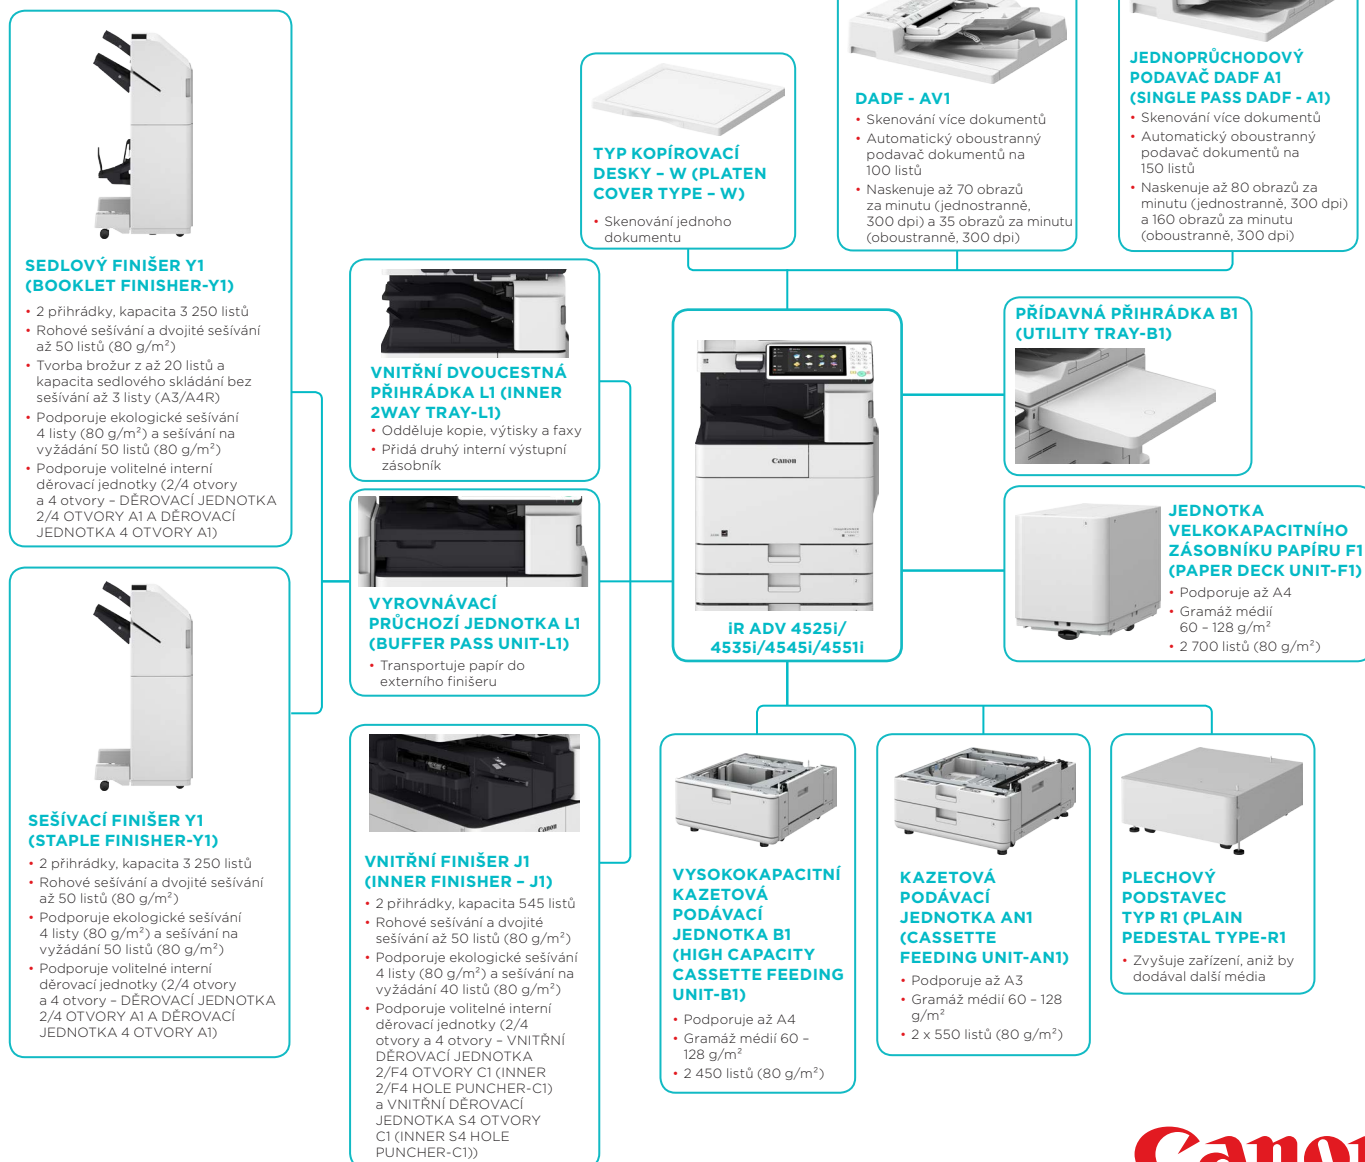 SEDLOVÝ FINIŠER Y1
(BOOKLET FINISHER-Y1)
• 2 přihrádky, kapacita 3 250 listů
• Rohové sešívání a dvojité sešívání
až 50 listů (80 g/m²)
• Tvorba brožur z až 20 listů a
kapacita sedlového skládání bez
sešívání až 3 listy (A3/A4R)
• Podporuje ekologické sešívání
4 listy (80 g/m²) a sešívání na
vyžádání 50 listů (80 g/m²)
• Podporuje volitelné interní
děrovací jednotky (2/4 otvory
a 4 otvory – DĚROVACÍ JEDNOTKA
2/4 OTVORY A1 A DĚROVACÍ
JEDNOTKA 4 OTVORY A1)
SEŠÍVACÍ FINIŠER Y1
(STAPLE FINISHER-Y1)
• 2 přihrádky, kapacita 3 250 listů
• Rohové sešívání a dvojité sešívání
až 50 listů (80 g/m²)
• Podporuje ekologické sešívání
4 listy (80 g/m²) a sešívání na
vyžádání 50 listů (80 g/m²)
• Podporuje volitelné interní
děrovací jednotky (2/4 otvory
a 4 otvory – DĚROVACÍ JEDNOTKA
2/4 OTVORY A1 A DĚROVACÍ
JEDNOTKA 4 OTVORY A1)
VNITŘNÍ DVOUCESTNÁ
PŘIHRÁDKA L1 (INNER
2WAY TRAY-L1)
• Odděluje kopie, výtisky a faxy
• Přidá druhý interní výstupní
zásobník
VYROVNÁVACÍ
PRŮCHOZÍ JEDNOTKA L1
(BUFFER PASS UNIT-L1)
• Transportuje papír do
externího finišeru
Canon
VNITŘNÍ FINIŠER J1
(INNER FINISHER – J1)
• 2 přihrádky, kapacita 545 listů
• Rohové sešívání a dvojité
sešívání až 50 listů (80 g/m²)
• Podporuje ekologické sešívání
4 listy (80 g/m²) a sešívání na
vyžádání 40 listů (80 g/m²)
• Podporuje volitelné interní
děrovací jednotky (2/4
otvory a 4 otvory – VNITŘNÍ
DĚROVACÍ JEDNOTKA
2/F4 OTVORY C1 (INNER
2/F4 HOLE PUNCHER-C1)
a VNITŘNÍ DĚROVACÍ
JEDNOTKA S4 OTVORY
C1 (INNER S4 HOLE
PUNCHER-C1))
TYP KOPÍROVACÍ
DESKY – W (PLATEN
COVER TYPE – W)
• Skenování jednoho
dokumentu
DADF - AV1
• Skenování více dokumentů
• Automatický oboustranný
podavač dokumentů na
100 listů
• Naskenuje až 70 obrazů
za minutu (jednostranně,
300 dpi) a 35 obrazů za minutu
(oboustranně, 300 dpi)
JEDNOPRŮCHODOVÝ
PODAVAČ DADF A1
(SINGLE PASS DADF - A1)
• Skenování více dokumentů
• Automatický oboustranný
podavač dokumentů na
150 listů
• Naskenuje až 80 obrazů za
minutu (jednostranně, 300 dpi)
a 160 obrazů za minutu
(oboustranně, 300 dpi)
Canon
iR ADV 4525i/
4535i/4545i/4551i
PŘÍDAVNÁ PŘIHRÁDKA B1
(UTILITY TRAY-B1)
JEDNOTKA
VELKOKAPACITNÍHO
ZÁSOBNÍKU PAPÍRU F1
(PAPER DECK UNIT-F1)
• Podporuje až A4
• Gramáž médií
60 – 128 g/m²
• 2 700 listů (80 g/m²)
VYSOKOKAPACITNÍ
KAZETOVÁ
PODÁVACÍ
JEDNOTKA B1
(HIGH CAPACITY
CASSETTE FEEDING
UNIT-B1)
• Podporuje až A4
• Gramáž médií 60 –
128 g/m²
• 2 450 listů (80 g/m²)
KAZETOVÁ
PODÁVACÍ
JEDNOTKA AN1
(CASSETTE
FEEDING UNIT-AN1)
• Podporuje až A3
• Gramáž médií 60 – 128
g/m²
• 2 x 550 listů (80 g/m²)
PLECHOVÝ
PODSTAVEC
TYP R1 (PLAIN
PEDESTAL TYPE-R1
• Zvyšuje zařízení, aniž by
dodával další média
Canon